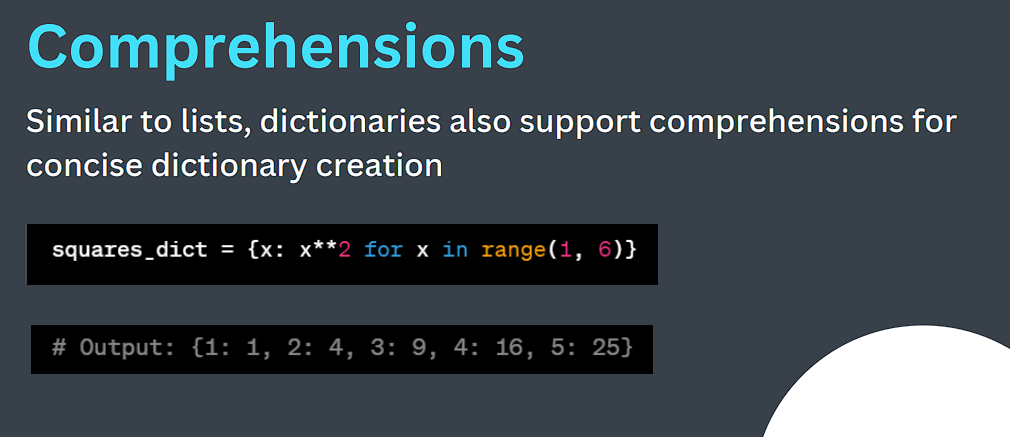 Comprehensions
Similar to lists, dictionaries also support comprehensions for
concise dictionary creation
squares_dict = {x: x**2 for x in range(1, 6)}
# Output: {1: 1, 2: 4, 3: 9, 4: 16, 5: 25}